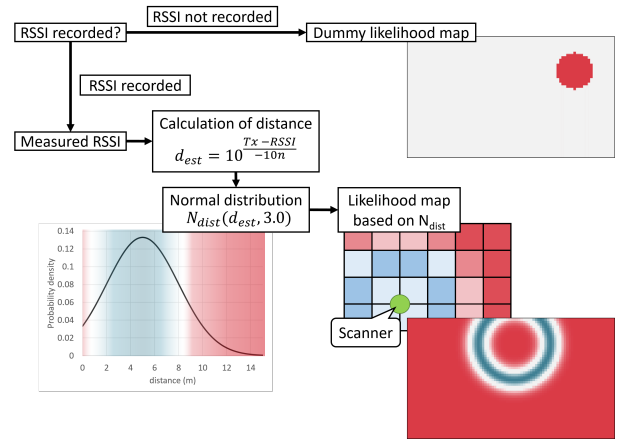 RSSI not recorded
RSSI recorded?
Dummy likelihood map
RSSI recorded
Measured RSSI
Calculation of distance
d_est = 10^((Tx −RSSI)/(−10n))
Normal distribution
N_dist(d_est, 3.0)
Likelihood map
based on N_dist
0.14
0.12
0.1
0.08
0.06
0.04
0.02
0
Probability density
0 2 4 6 8 10 12 14
distance (m)
Scanner